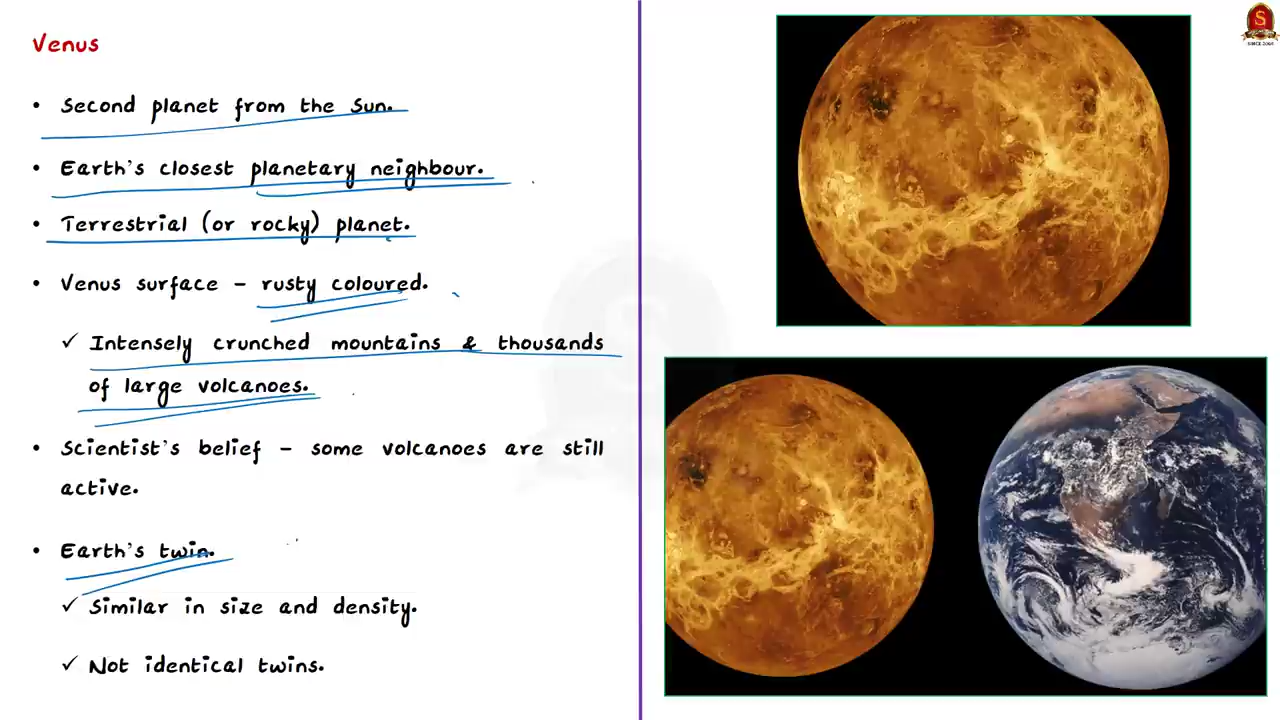 Venus
• Second planet from the Sun.
• Earth's closest planetary neighbour.
• Terrestrial (or rocky) planet.
• Venus surface – rusty coloured.
✓ Intensely crunched mountains & thousands
of large volcanoes.
• Scientist's belief – some volcanoes are still
active.
• Earth's twin.
✓ Similar in size and density.
✓ Not identical twins.
S
SINCE 2004